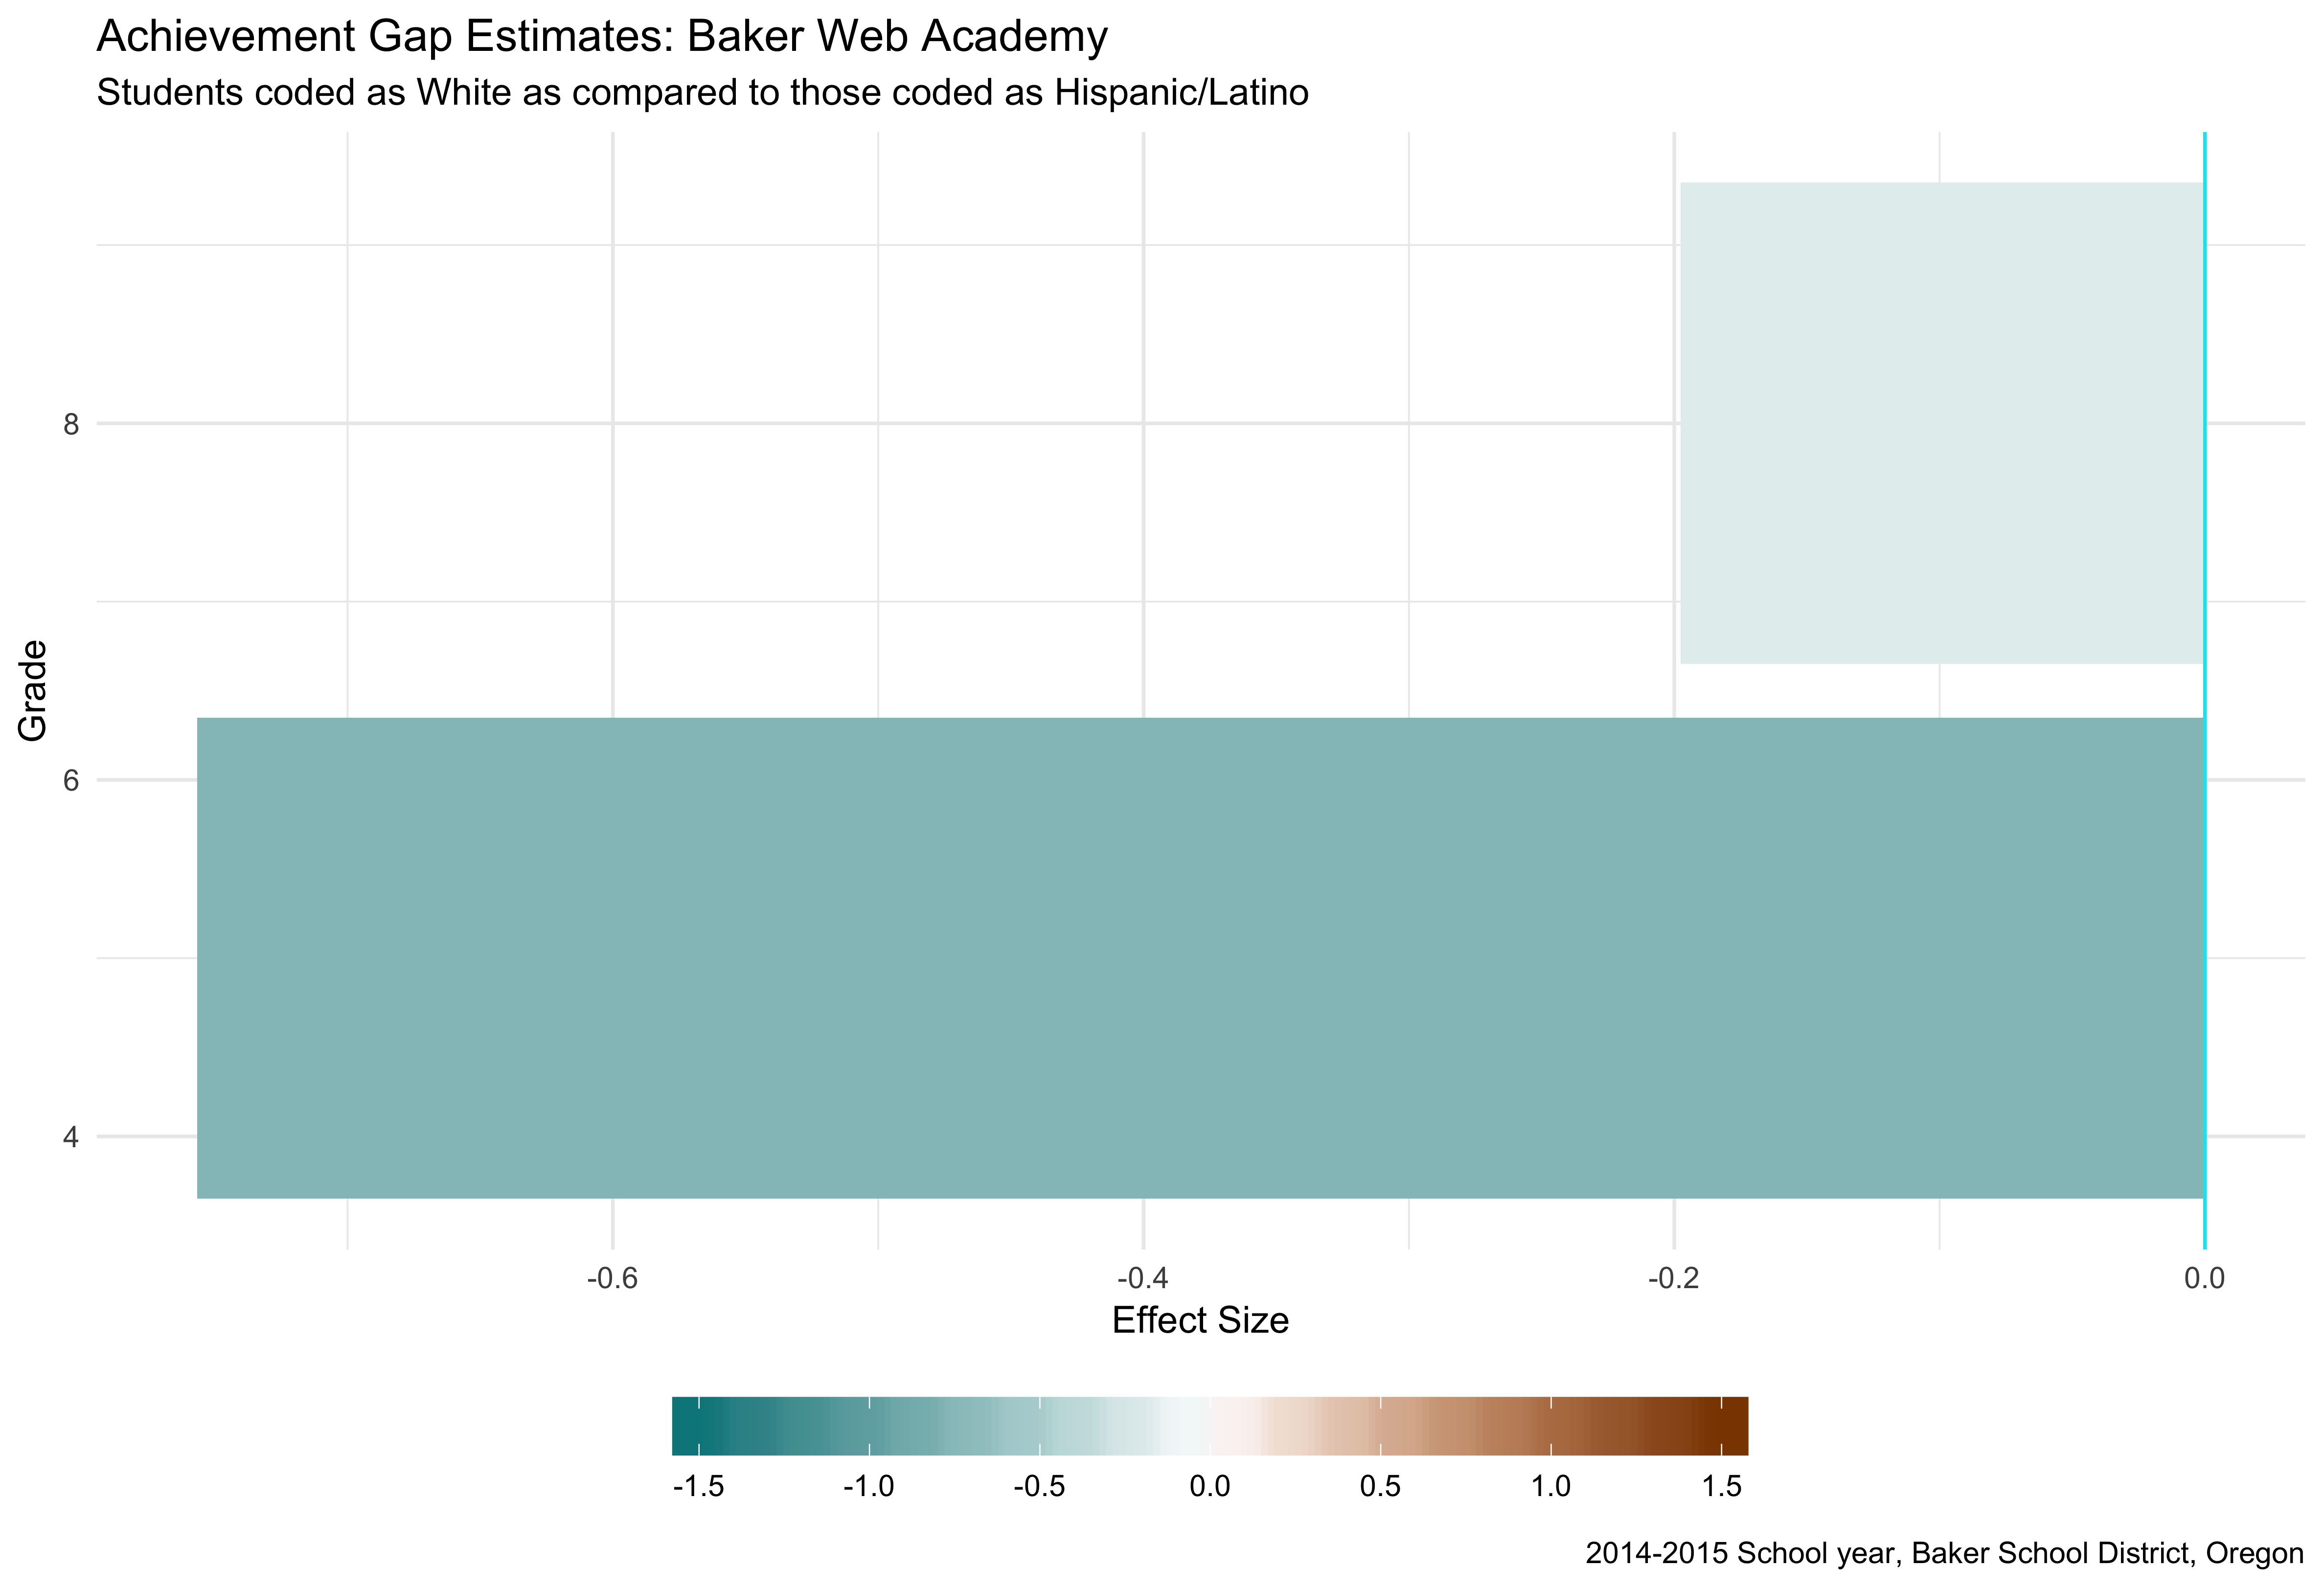 Achievement Gap Estimates: Baker Web Academy
Students coded as White as compared to those coded as Hispanic/Latino
Grade
8
6
4
-0.6 -0.4 -0.2 0.0
Effect Size
-1.5 -1.0 -0.5 0.0 0.5 1.0 1.5
2014-2015 School year, Baker School District, Oregon